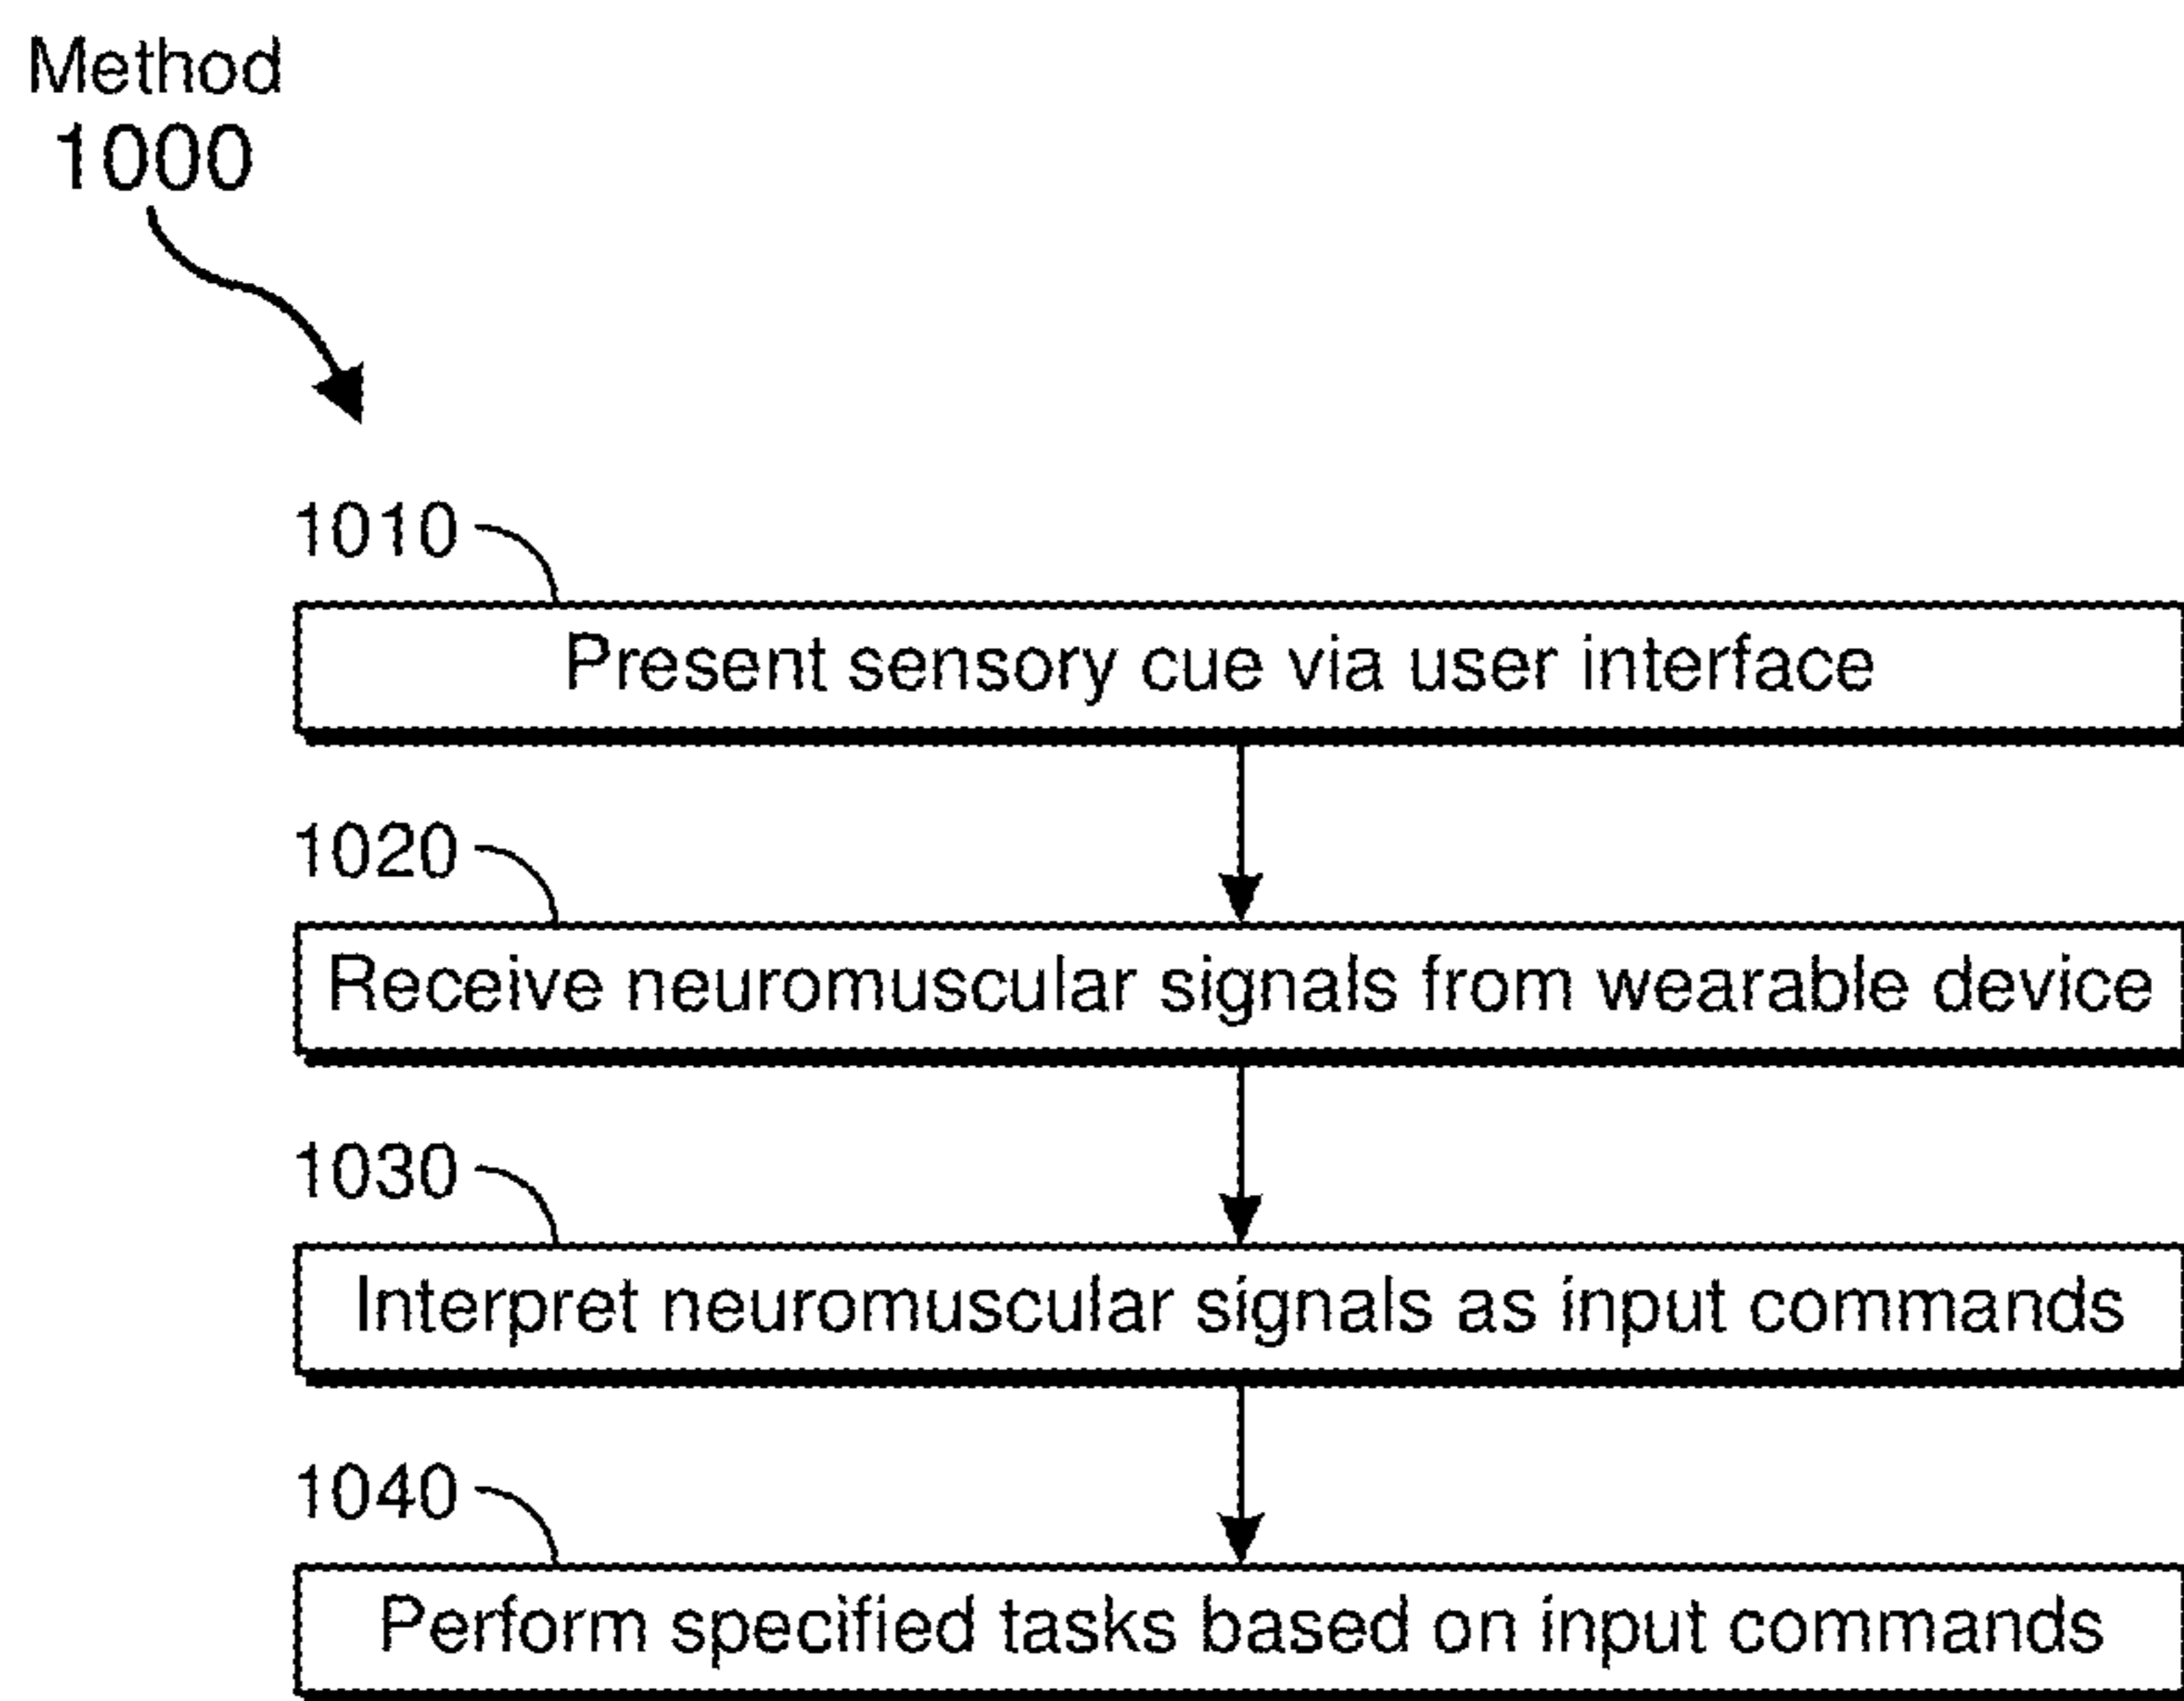 Method
1000
1010
Present sensory cue via user interface
1020
Receive neuromuscular signals from wearable device
1030
Interpret neuromuscular signals as input commands
1040
Perform specified tasks based on input commands